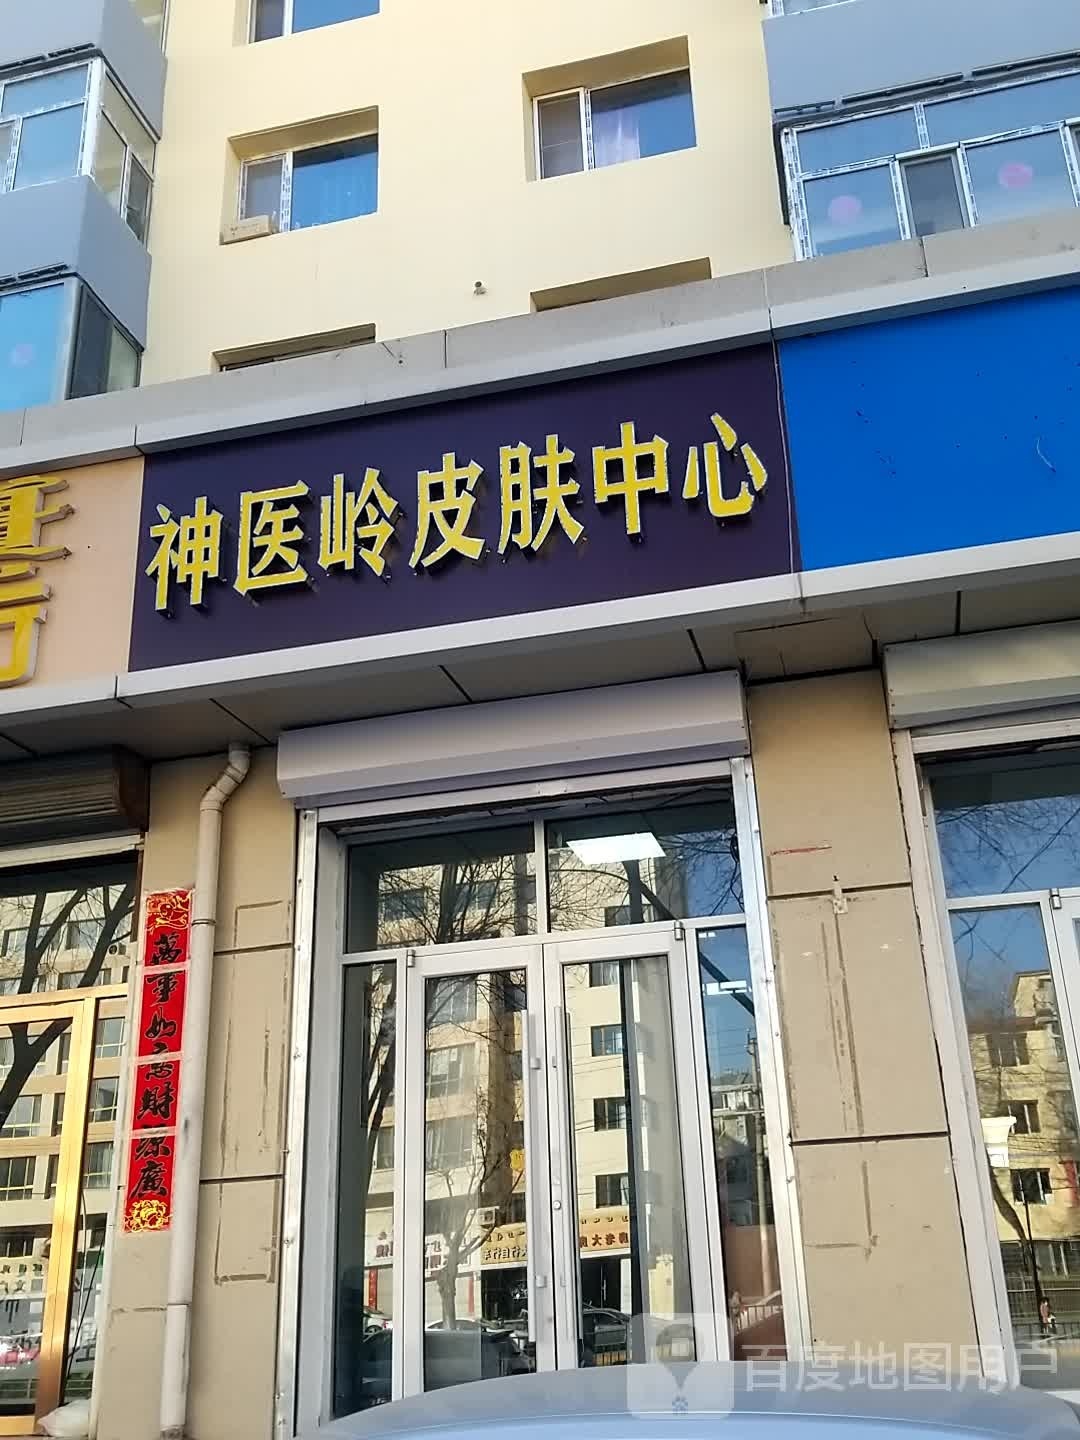 神医岭皮肤中心
萬事如意財源廣
百度地图用户